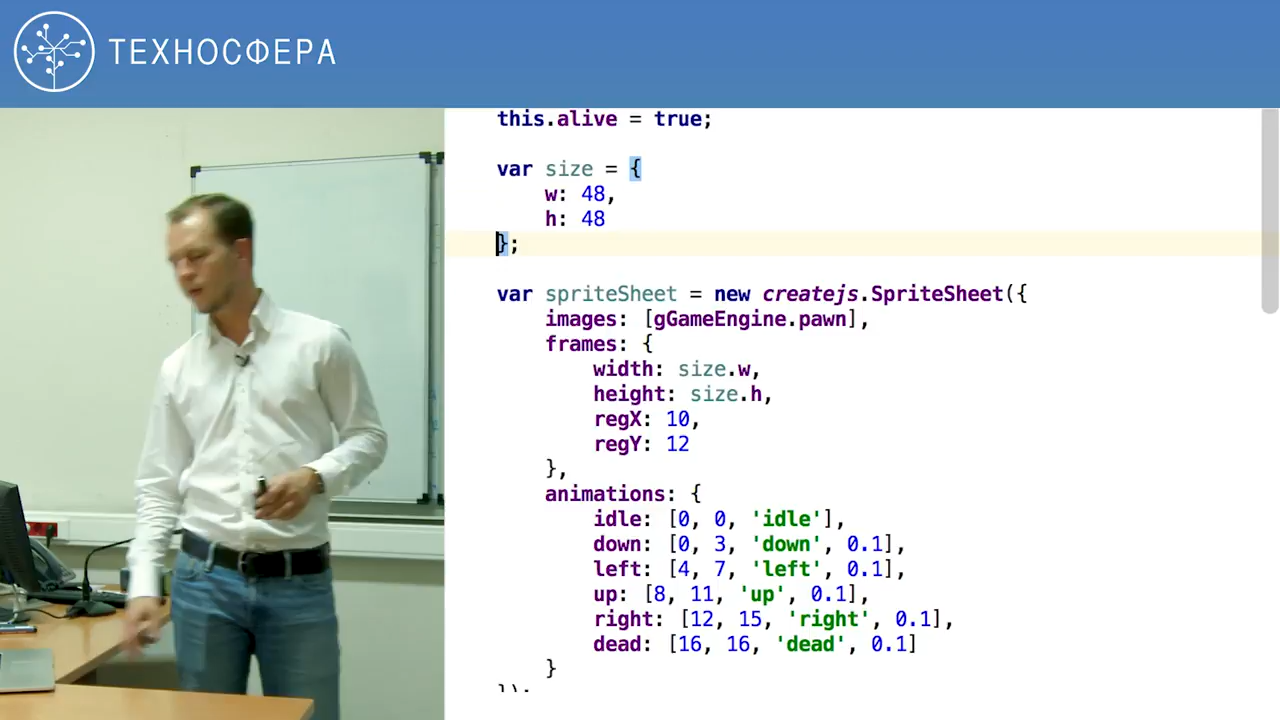 ТЕХНОСФЕРА
this.alive = true;
var size = {
w: 48,
h: 48
};
var spriteSheet = new createjs.SpriteSheet({
images: [gGameEngine.pawn],
frames: {
width: size.w,
height: size.h,
regX: 10,
regY: 12
},
animations: {
idle: [0, 0, 'idle'],
down: [0, 3, 'down', 0.1],
left: [4, 7, 'left', 0.1],
up: [8, 11, 'up', 0.1],
right: [12, 15, 'right', 0.1],
dead: [16, 16, 'dead', 0.1]
}
});